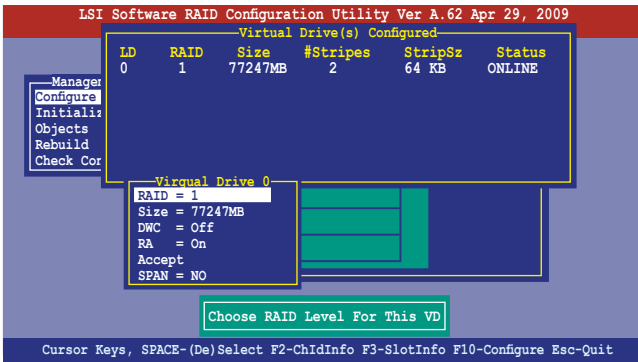 LSI Software RAID Configuration Utility Ver A.62 Apr 29, 2009
Virtual Drive(s) Configured
LD RAID Size #Stripes StripSz Status
0 1 77247MB 2 64 KB ONLINE
Manager
Configure
Initializ
Objects
Rebuild
Check Con
Virgual Drive 0
RAID = 1
Size = 77247MB
DWC = Off
RA = On
Accept
SPAN = NO
Choose RAID Level For This VD
Cursor Keys, SPACE-(De)Select F2-ChIdInfo F3-SlotInfo F10-Configure Esc-Quit